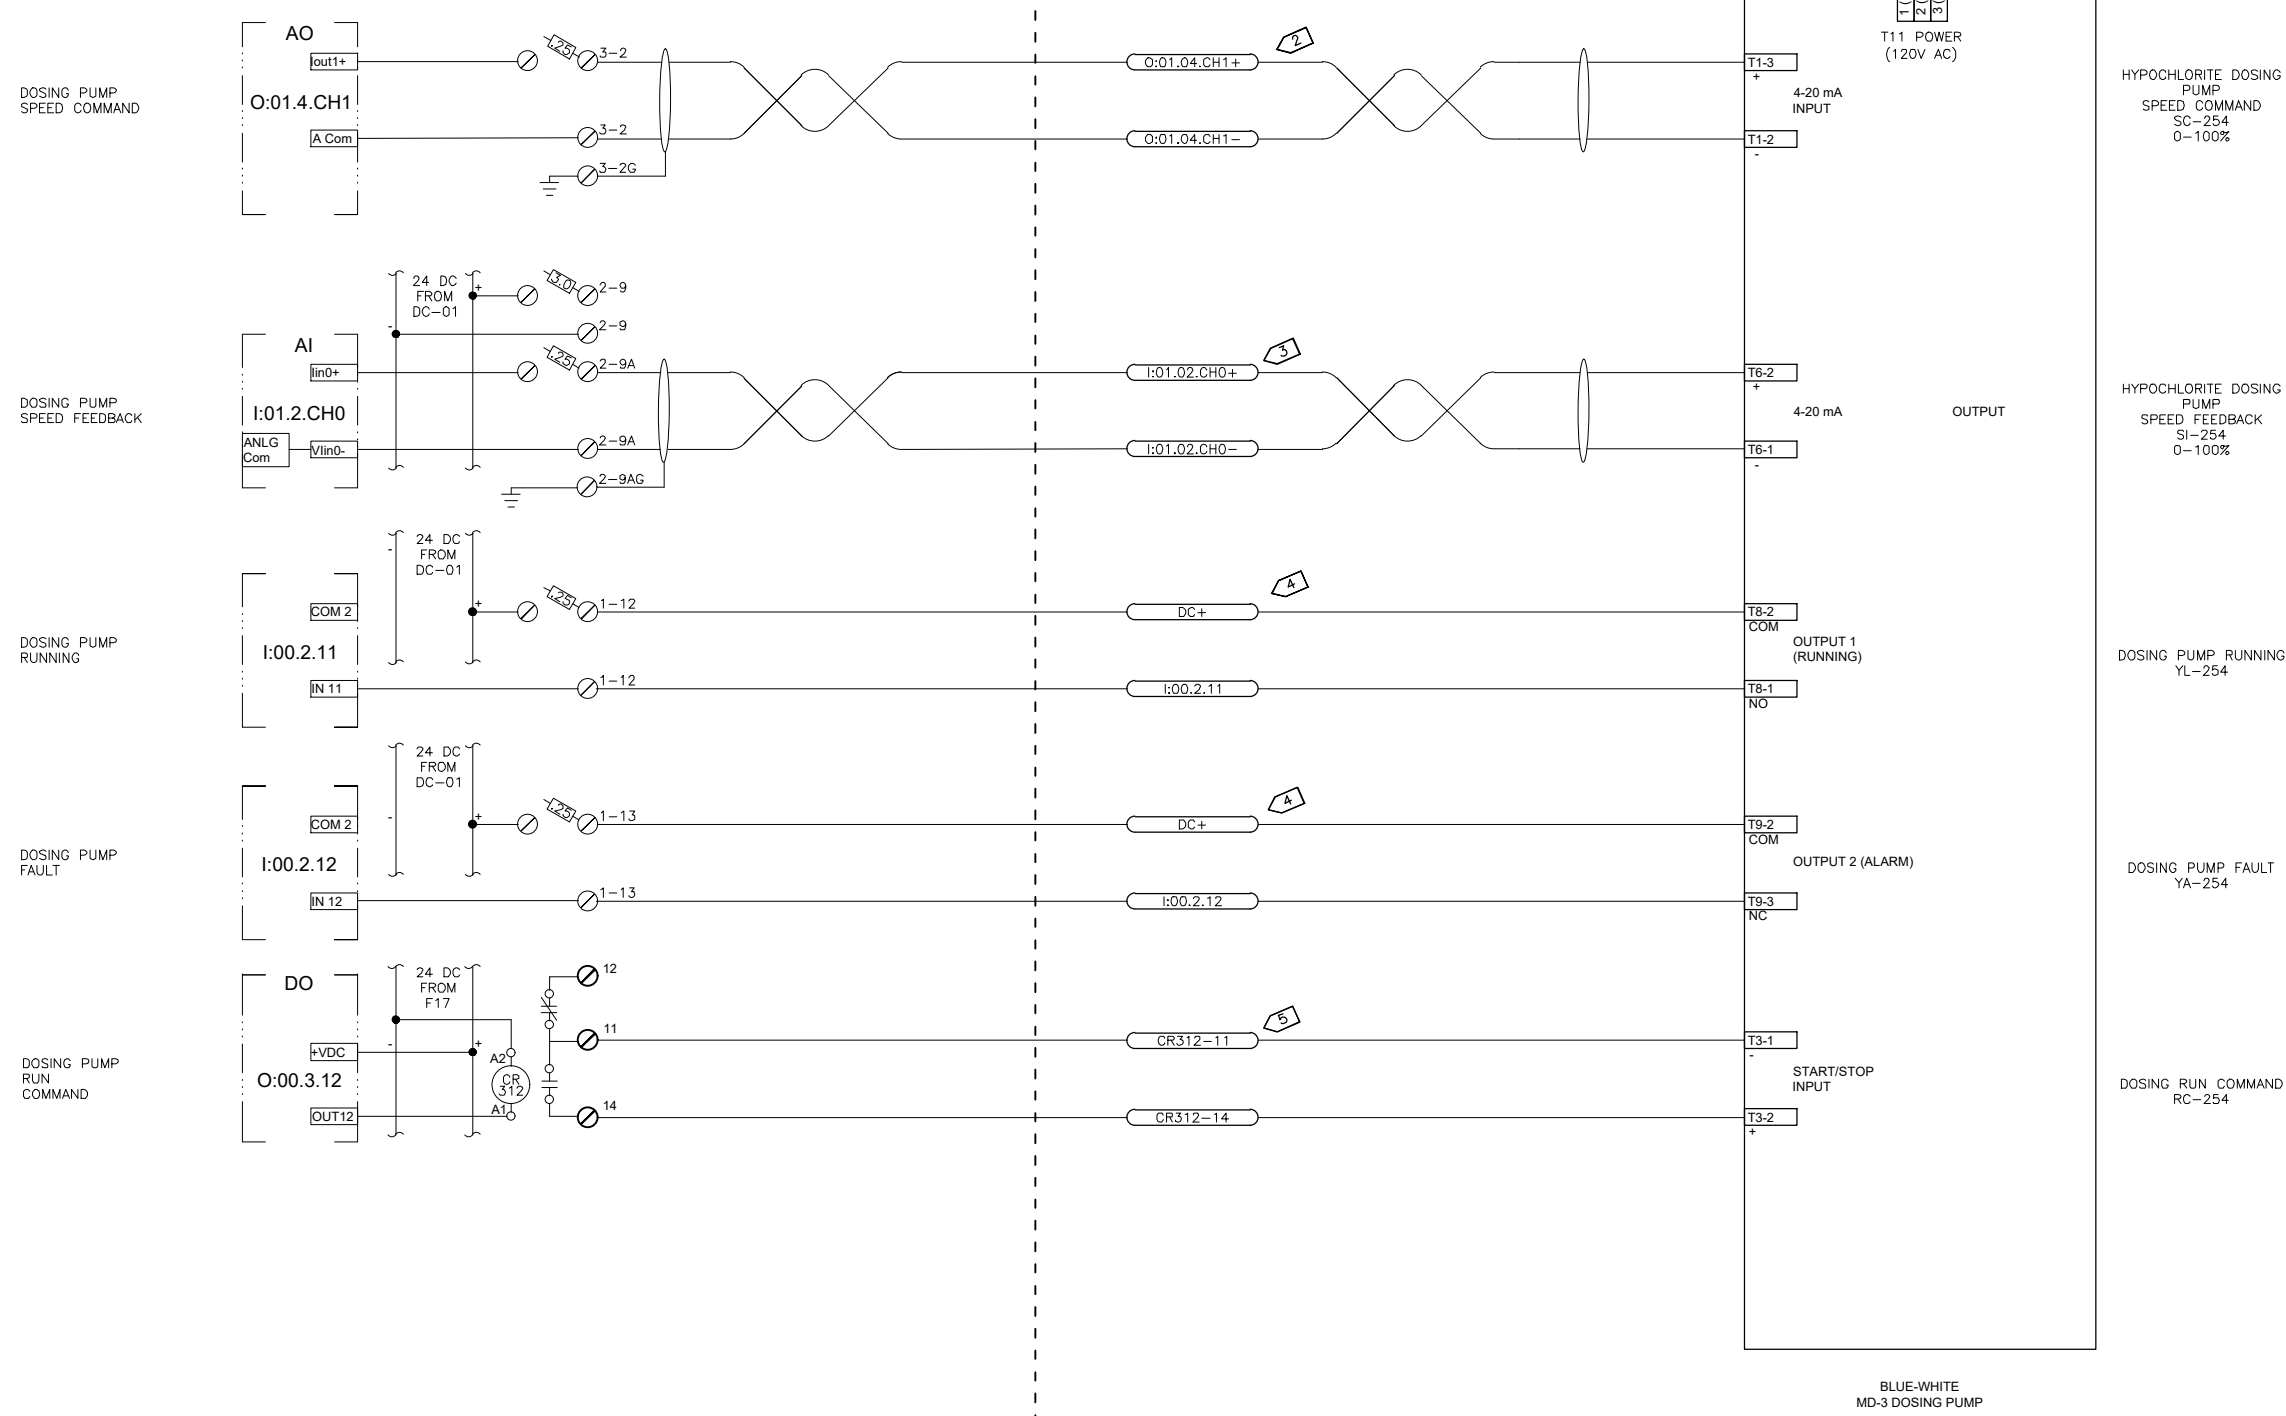 1(
2(
3(
T11 POWER
(120V AC)
DOSING PUMP
SPEED COMMAND
AO
Iout1+
O:01.4.CH1
A Com
.25
3-2
3-2
3-2G
O:01.04.CH1+
2
O:01.04.CH1-
T1-3
+
4-20 mA
INPUT
T1-2
-
HYPOCHLORITE DOSING
PUMP
SPEED COMMAND
SC-254
0-100%
DOSING PUMP
SPEED FEEDBACK
AI
Iin0+
I:01.2.CH0
ANLG
Com
VIin0-
24 DC
FROM
DC-01
+
-
3.0
2-9
2-9
.25
2-9A
2-9A
2-9AG
I:01.02.CH0+
3
I:01.02.CH0-
T6-2
+
4-20 mA
OUTPUT
T6-1
-
HYPOCHLORITE DOSING
PUMP
SPEED FEEDBACK
SI-254
0-100%
DOSING PUMP
RUNNING
COM 2
I:00.2.11
IN 11
24 DC
FROM
DC-01
-
+
.25
1-12
1-12
DC+
4
I:00.2.11
T8-2
COM
OUTPUT 1
(RUNNING)
T8-1
NO
DOSING PUMP RUNNING
YL-254
DOSING PUMP
FAULT
COM 2
I:00.2.12
IN 12
24 DC
FROM
DC-01
-
+
.25
1-13
1-13
DC+
4
I:00.2.12
T9-2
COM
OUTPUT 2 (ALARM)
T9-3
NC
DOSING PUMP FAULT
YA-254
DOSING PUMP
RUN
COMMAND
DO
+VDC
O:00.3.12
OUT12
24 DC
FROM
F17
-
+
A2
CR
312
A1
12
11
14
CR312-11
5
CR312-14
T3-1
-
START/STOP
INPUT
T3-2
+
DOSING RUN COMMAND
RC-254
BLUE-WHITE
MD-3 DOSING PUMP